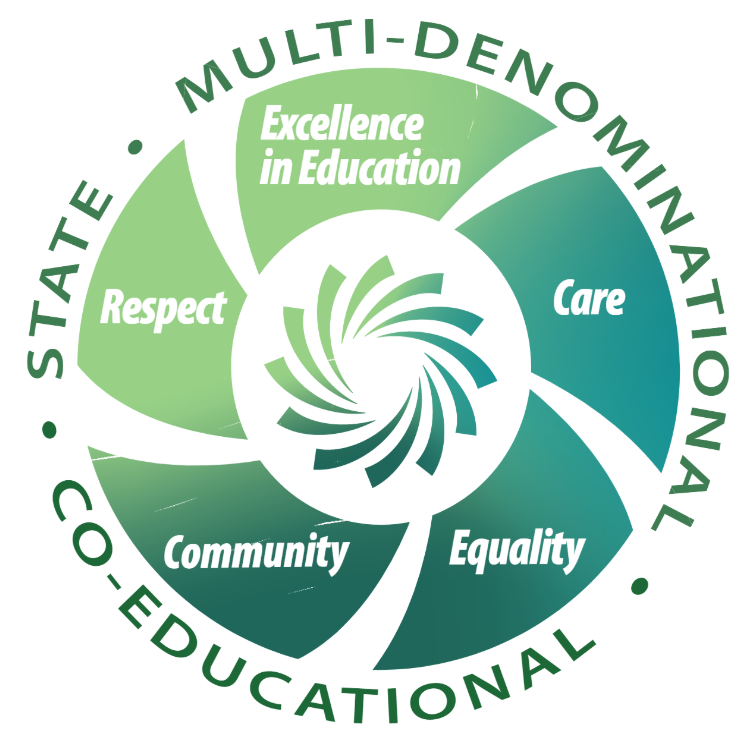 STATE • MULTI-DENOMINATIONAL •
CO-EDUCATIONAL •
Excellence
in Education
Care
Equality
Community
Respect